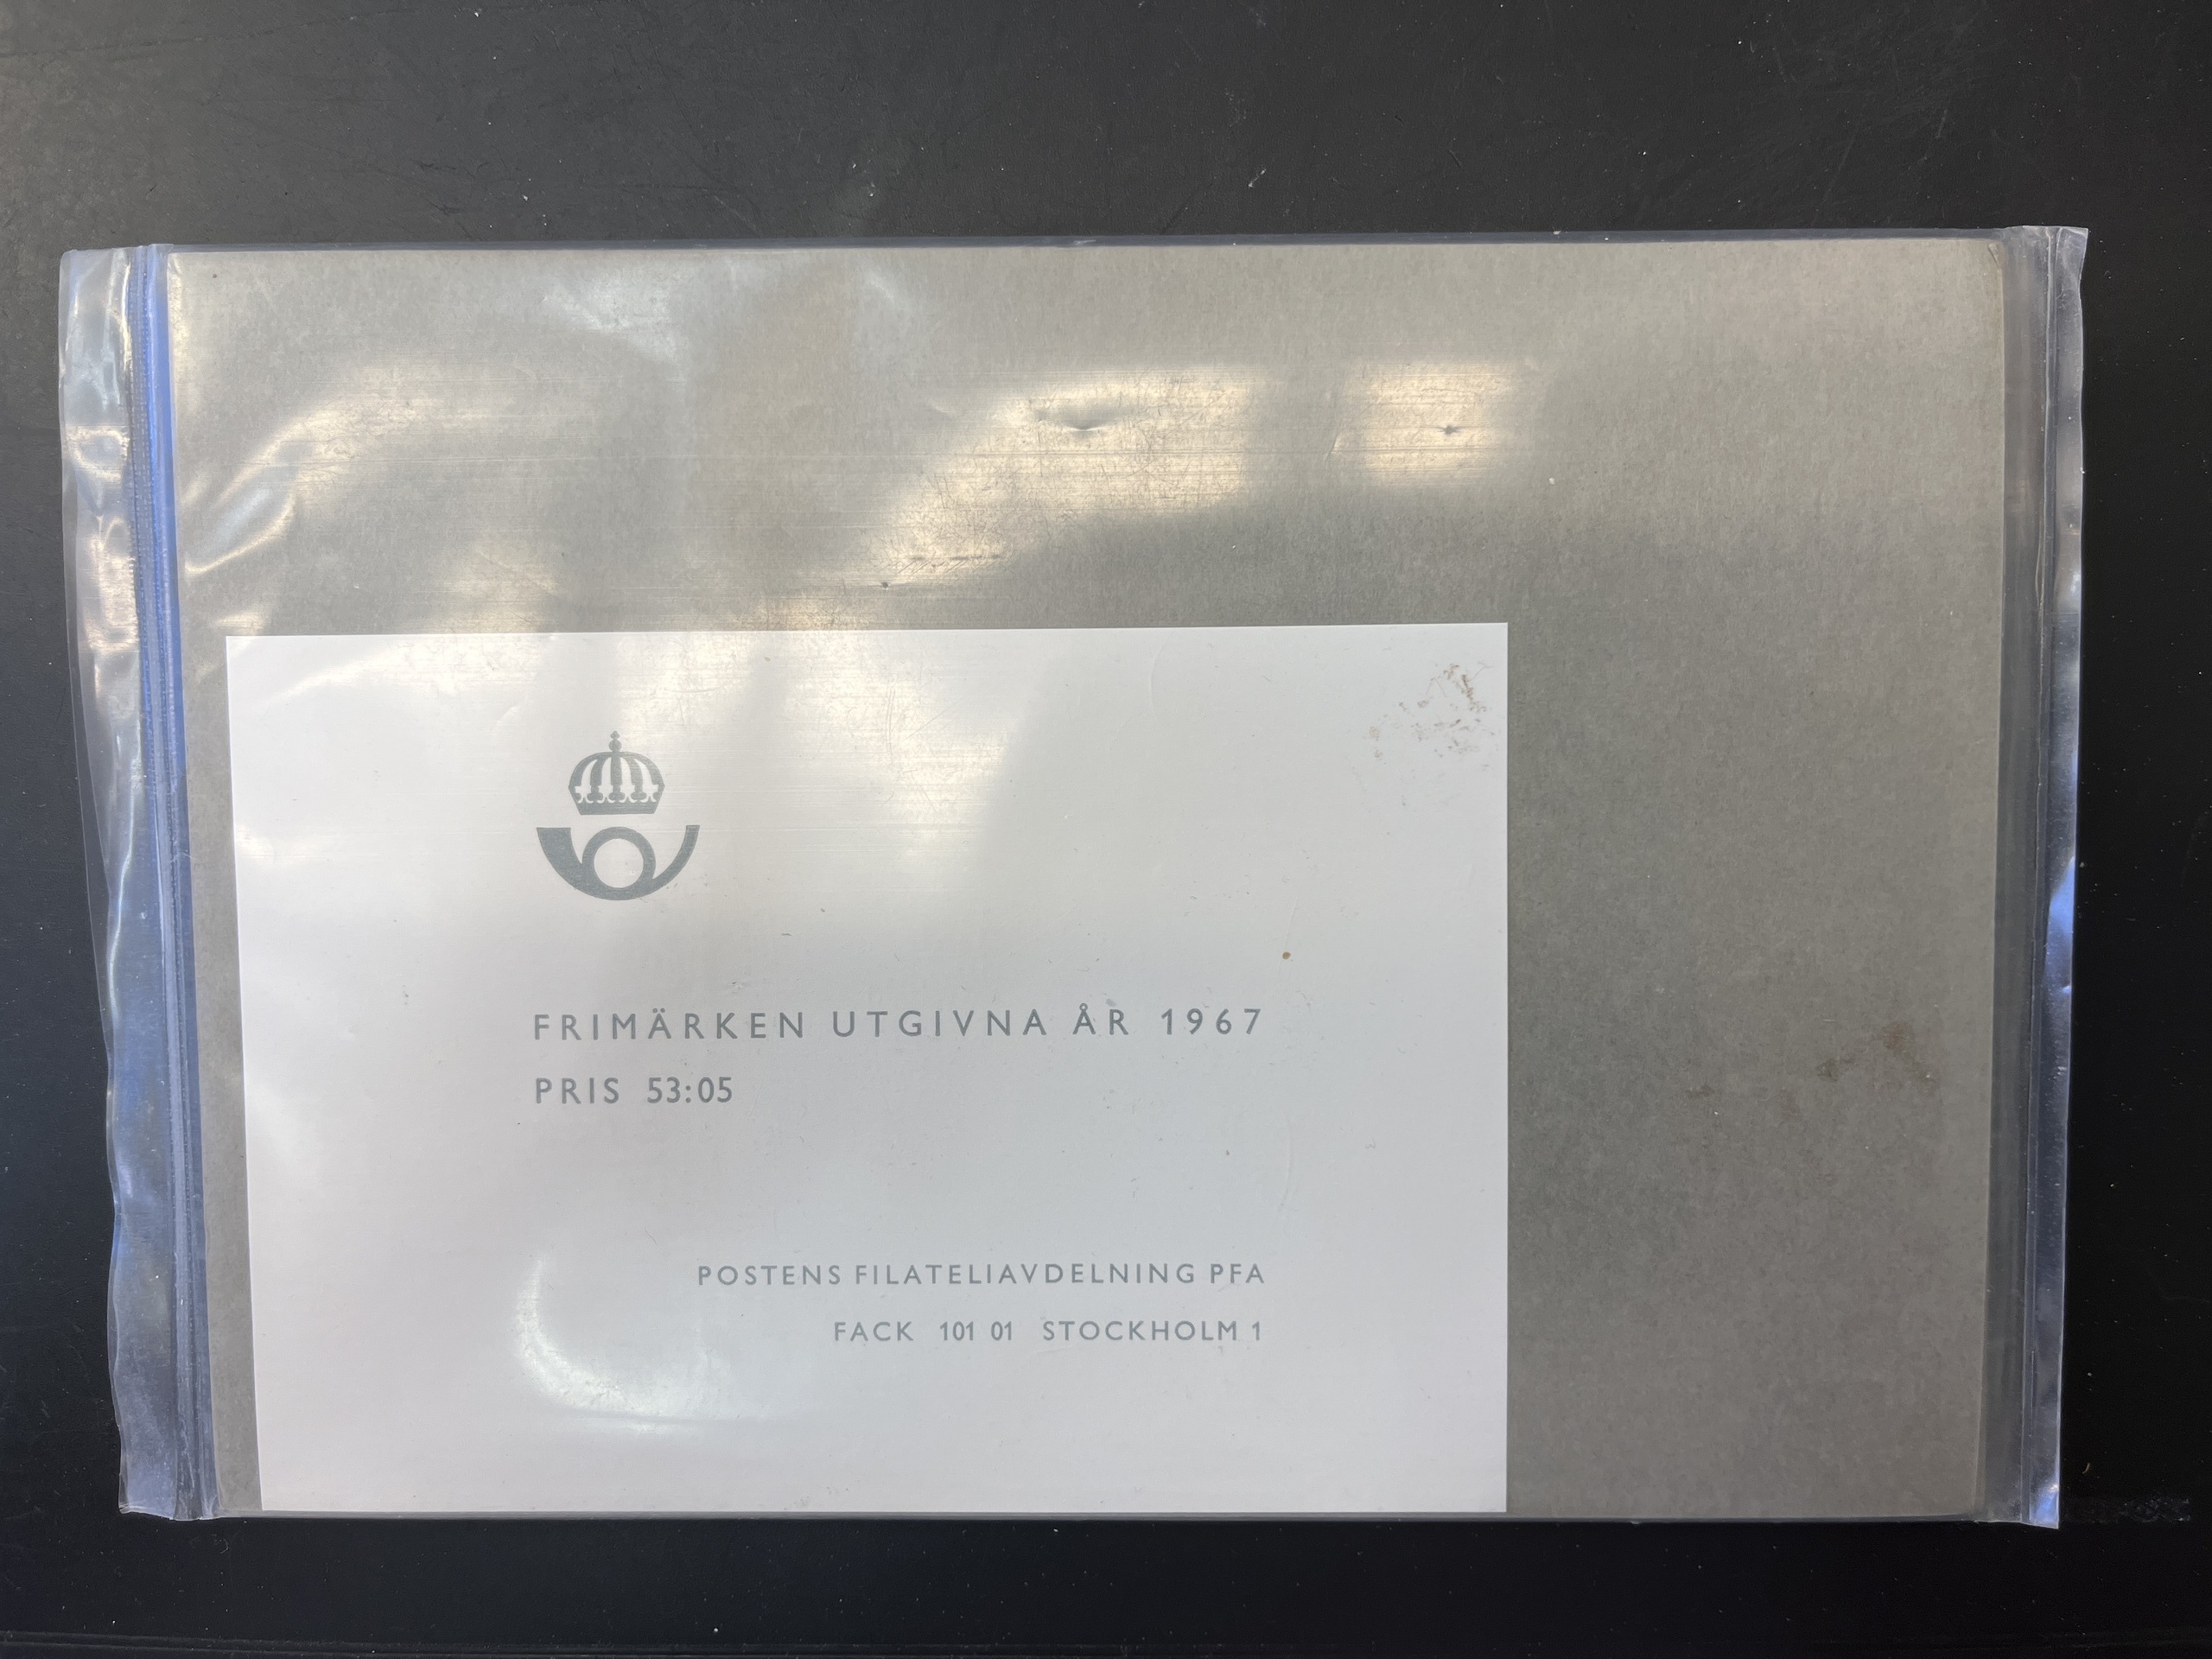 FRIMÄRKEN UTGIVNA ÅR 1967
PRIS 53:05
POSTENS FILATELIAVDELNING PFA
FACK 101 01 STOCKHOLM 1